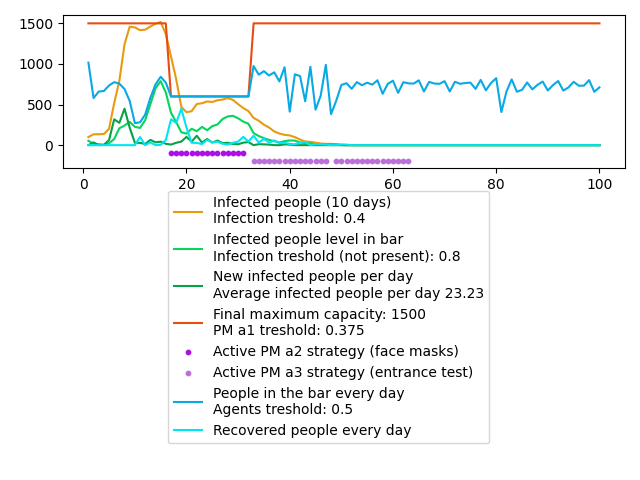 1500
1000
500
0
0 20 40 60 80 100
Infected people (10 days)
Infection treshold: 0.4
Infected people level in bar
Infection treshold (not present): 0.8
New infected people per day
Average infected people per day 23.23
Final maximum capacity: 1500
PM a1 treshold: 0.375
Active PM a2 strategy (face masks)
Active PM a3 strategy (entrance test)
People in the bar every day
Agents treshold: 0.5
Recovered people every day